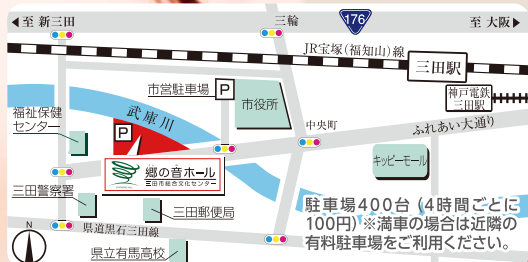 ◀至 新三田
三輪
176
至 大阪▶
JR宝塚(福知山)線
三田駅
神戸電鉄
三田駅
市営駐車場
P
市役所
武庫川
福祉保健
センター
P
中央町
ふれあい大通り
郷の音ホール
三田市総合文化センター
キッピーモール
三田警察署
三田郵便局
県道黒石三田線
県立有馬高校
N
駐車場400台(4時間ごとに
100円)※満車の場合は近隣の
有料駐車場をご利用ください。